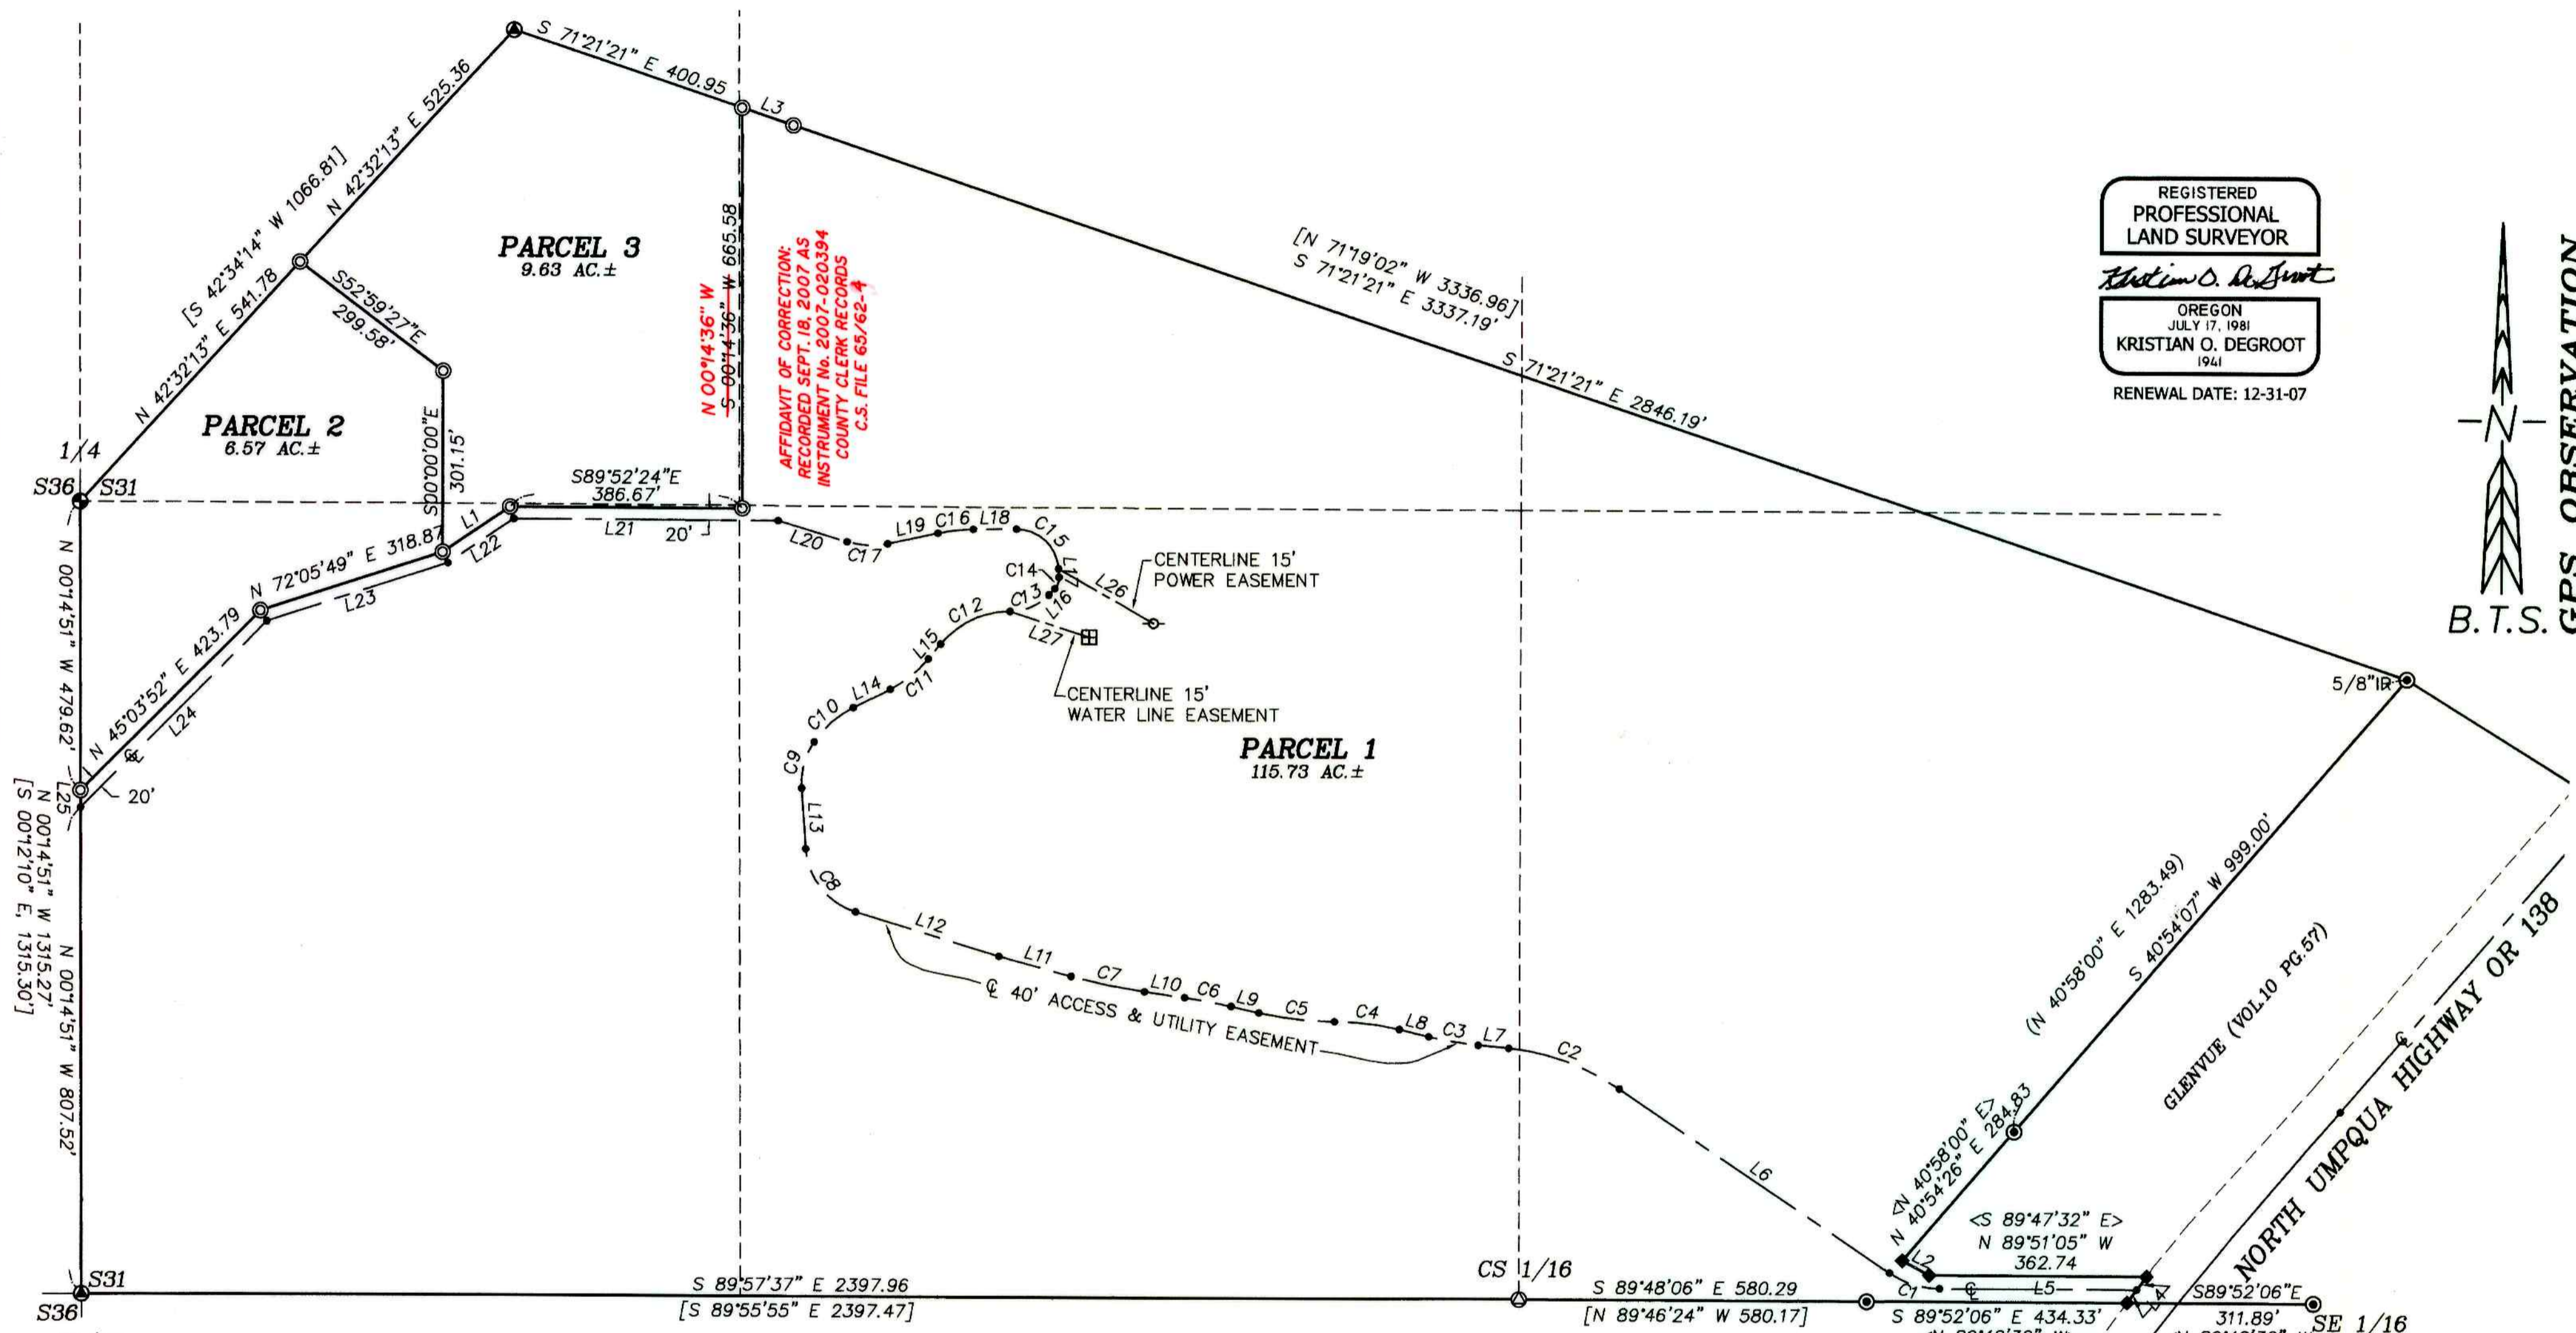 S 71°21'21" E 400.95
L3
N 42°32'13" E 525.36
[S 42°34'14" W 1066.81]
N 42°32'13" E 541.78
PARCEL 3
9.63 AC.±
S52°59'27"E
299.58'
PARCEL 2
6.57 AC.±
S00°00'00"E
301.15'
1/4
S36
S31
N 00°14'36" W
S 00°14'36" W 665.58
AFFIDAVIT OF CORRECTION:
RECORDED SEPT. 18, 2007 AS
INSTRUMENT No. 2007-020394
COUNTY CLERK RECORDS
C.S. FILE 65/62-4
[N 71°19'02" W 3336.96]
S 71°21'21" E 3337.19'
S 71°21'21" E 2846.19'
REGISTERED
PROFESSIONAL
LAND SURVEYOR
Kristian O. DeGroot
OREGON
JULY 17, 1981
KRISTIAN O. DEGROOT
1941
RENEWAL DATE: 12-31-07
N
B.T.S.
GPS OBSERVATION
S89°52'24"E
386.67'
L1
L22
L21
20'
L20
C17
L19
C16
L18
C15
L17
C14
L26
CENTERLINE 15'
POWER EASEMENT
C13
L16
C12
L27
CENTERLINE 15'
WATER LINE EASEMENT
L15
C11
L14
C10
C9
L13
C8
N 72°05'49" E 318.87
L23
N 45°03'52" E 423.79
L24
℄
20'
L25
N 00°14'51" W 479.62'
N 00°14'51" W 1315.27'
[S 00°12'10" E, 1315.30']
N 00°14'51" W 807.52'
PARCEL 1
115.73 AC.±
5/8"IR
L12
L11
C7
L10
C6
L9
C5
C4
L8
C3
L7
C2
℄ 40' ACCESS & UTILITY EASEMENT
L6
(N 40°58'00" E 1283.49)
S 40°54'07" W 999.00'
GLENVUE (VOL.10 PG.57)
℄
NORTH UMPQUA HIGHWAY OR 138
<N 40°58'00" E>
N 40°54'26" E 284.83
<S 89°47'32" E>
N 89°51'05" W
362.74
L2
C1
℄
L5
L4
S31
S36
S 89°57'37" E 2397.96
[S 89°55'55" E 2397.47]
CS 1/16
S 89°48'06" E 580.29
[N 89°46'24" W 580.17]
S 89°52'06" E 434.33'
S89°52'06"E
311.89'
SE 1/16